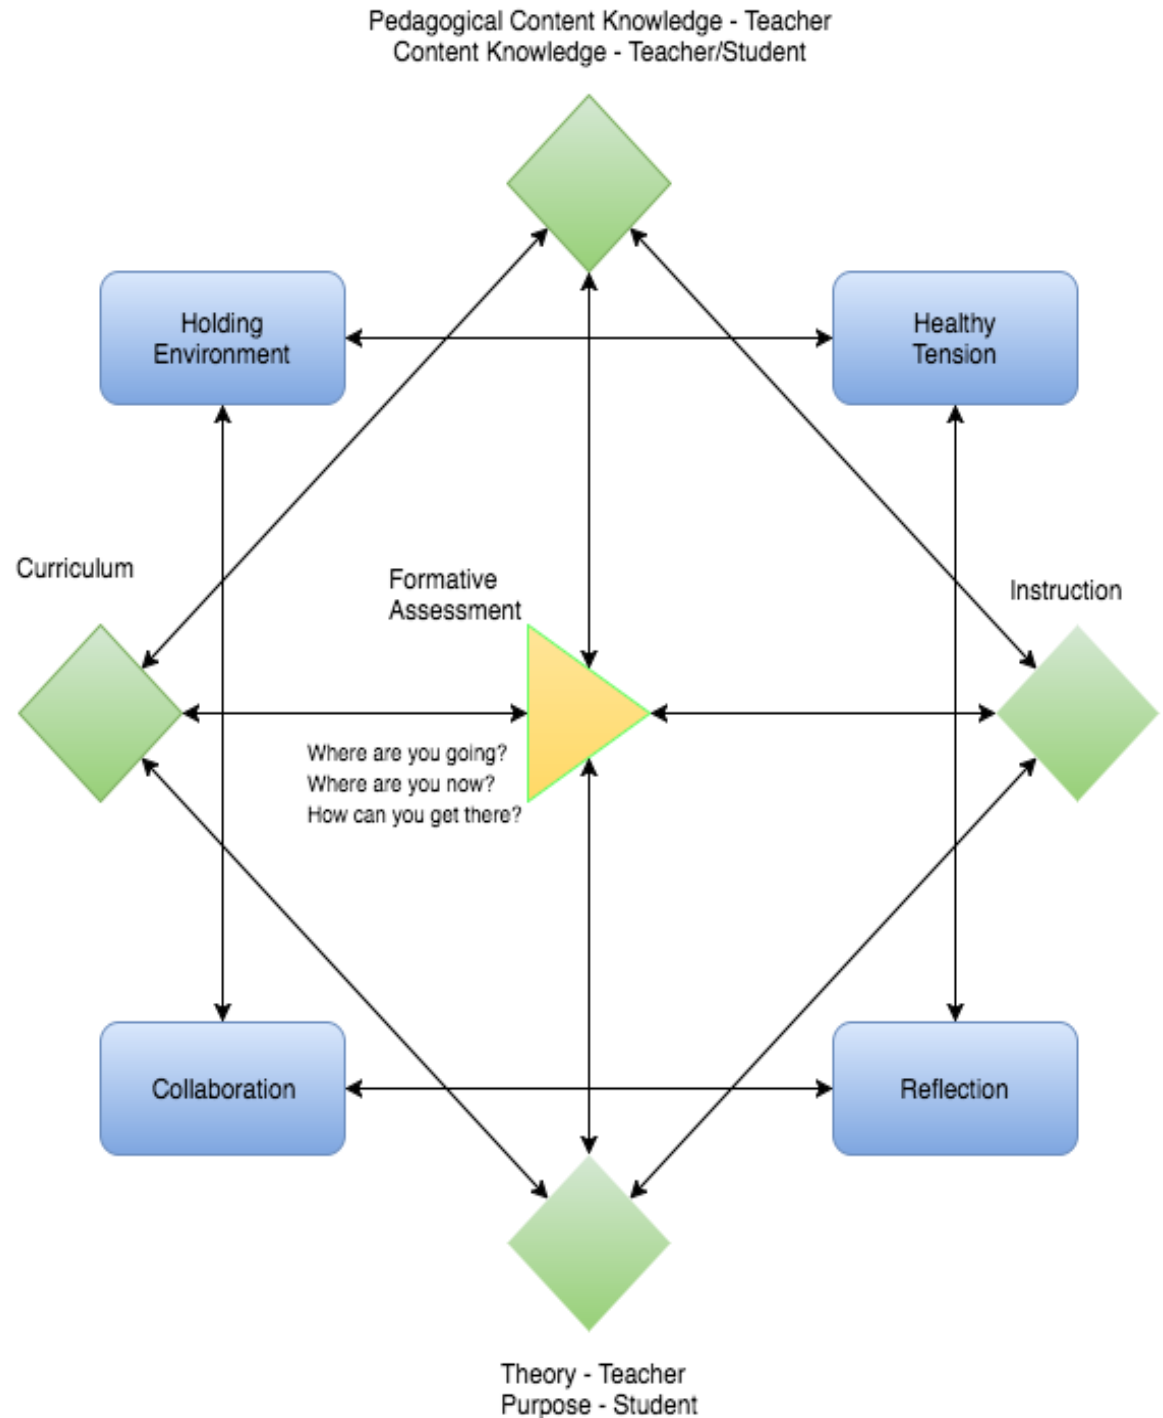 Pedagogical Content Knowledge - Teacher
Content Knowledge - Teacher/Student
Holding
Environment
Healthy
Tension
Curriculum
Formative
Assessment
Instruction
Where are you going?
Where are you now?
How can you get there?
Collaboration
Reflection
Theory - Teacher
Purpose - Student